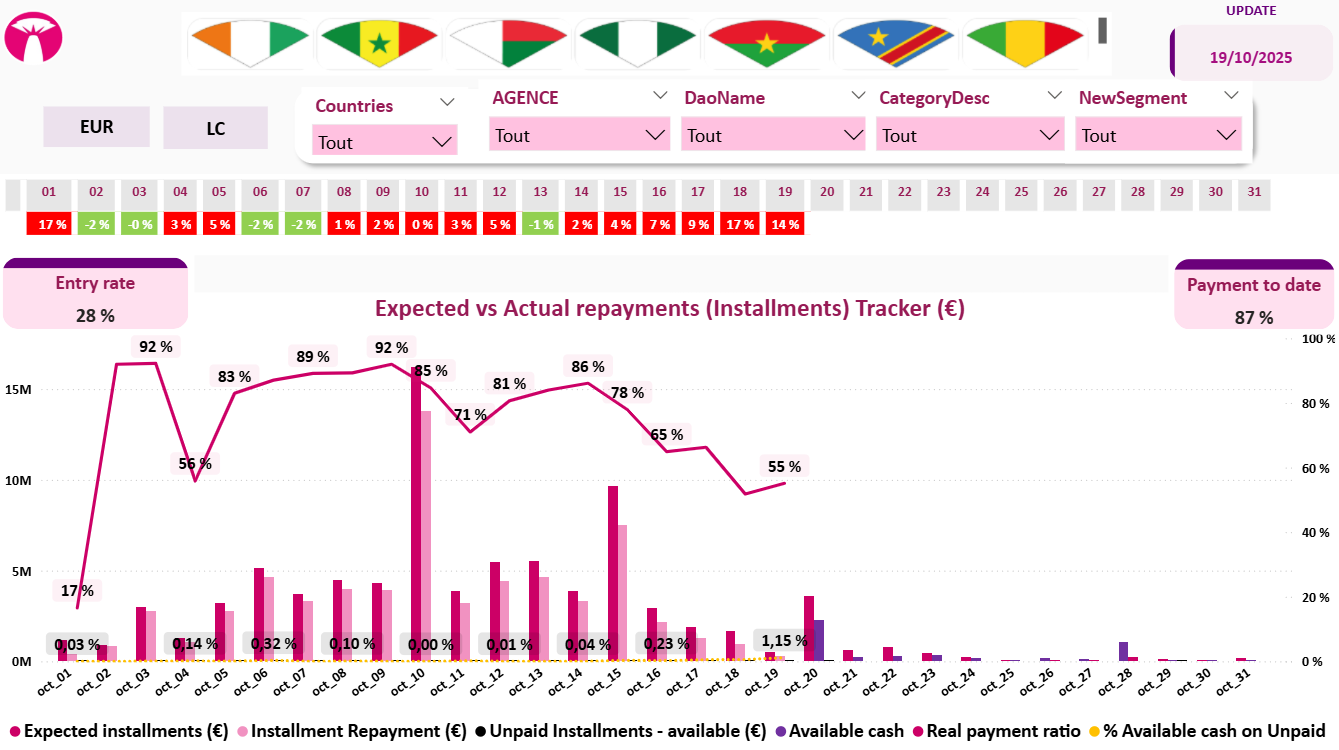 UPDATE
19/10/2025
EUR
LC
Countries
Tout
AGENCE
Tout
DaoName
Tout
CategoryDesc
Tout
NewSegment
Tout
01 02 03 04 05 06 07 08 09 10 11 12 13 14 15 16 17 18 19 20 21 22 23 24 25 26 27 28 29 30 31
17 % -2 % -0 % 3 % 5 % -2 % -2 % 1 % 2 % 0 % 3 % 5 % -1 % 2 % 4 % 7 % 9 % 17 % 14 %
Entry rate
28 %
Expected vs Actual repayments (Installments) Tracker (€)
Payment to date
87 %
15M
10M
5M
0M
100 %
80 %
60 %
40 %
20 %
0 %
17 % 92 % 56 % 83 % 89 % 92 % 85 % 71 % 81 % 86 % 78 % 65 % 55 %
0,03 % 0,14 % 0,32 % 0,10 % 0,00 % 0,01 % 0,04 % 0,23 % 1,15 %
oct_01 oct_02 oct_03 oct_04 oct_05 oct_06 oct_07 oct_08 oct_09 oct_10 oct_11 oct_12 oct_13 oct_14 oct_15 oct_16 oct_17 oct_18 oct_19 oct_20 oct_21 oct_22 oct_23 oct_24 oct_25 oct_26 oct_27 oct_28 oct_29 oct_30 oct_31
Expected installments (€) Installment Repayment (€) Unpaid Installments - available (€) Available cash Real payment ratio % Available cash on Unpaid